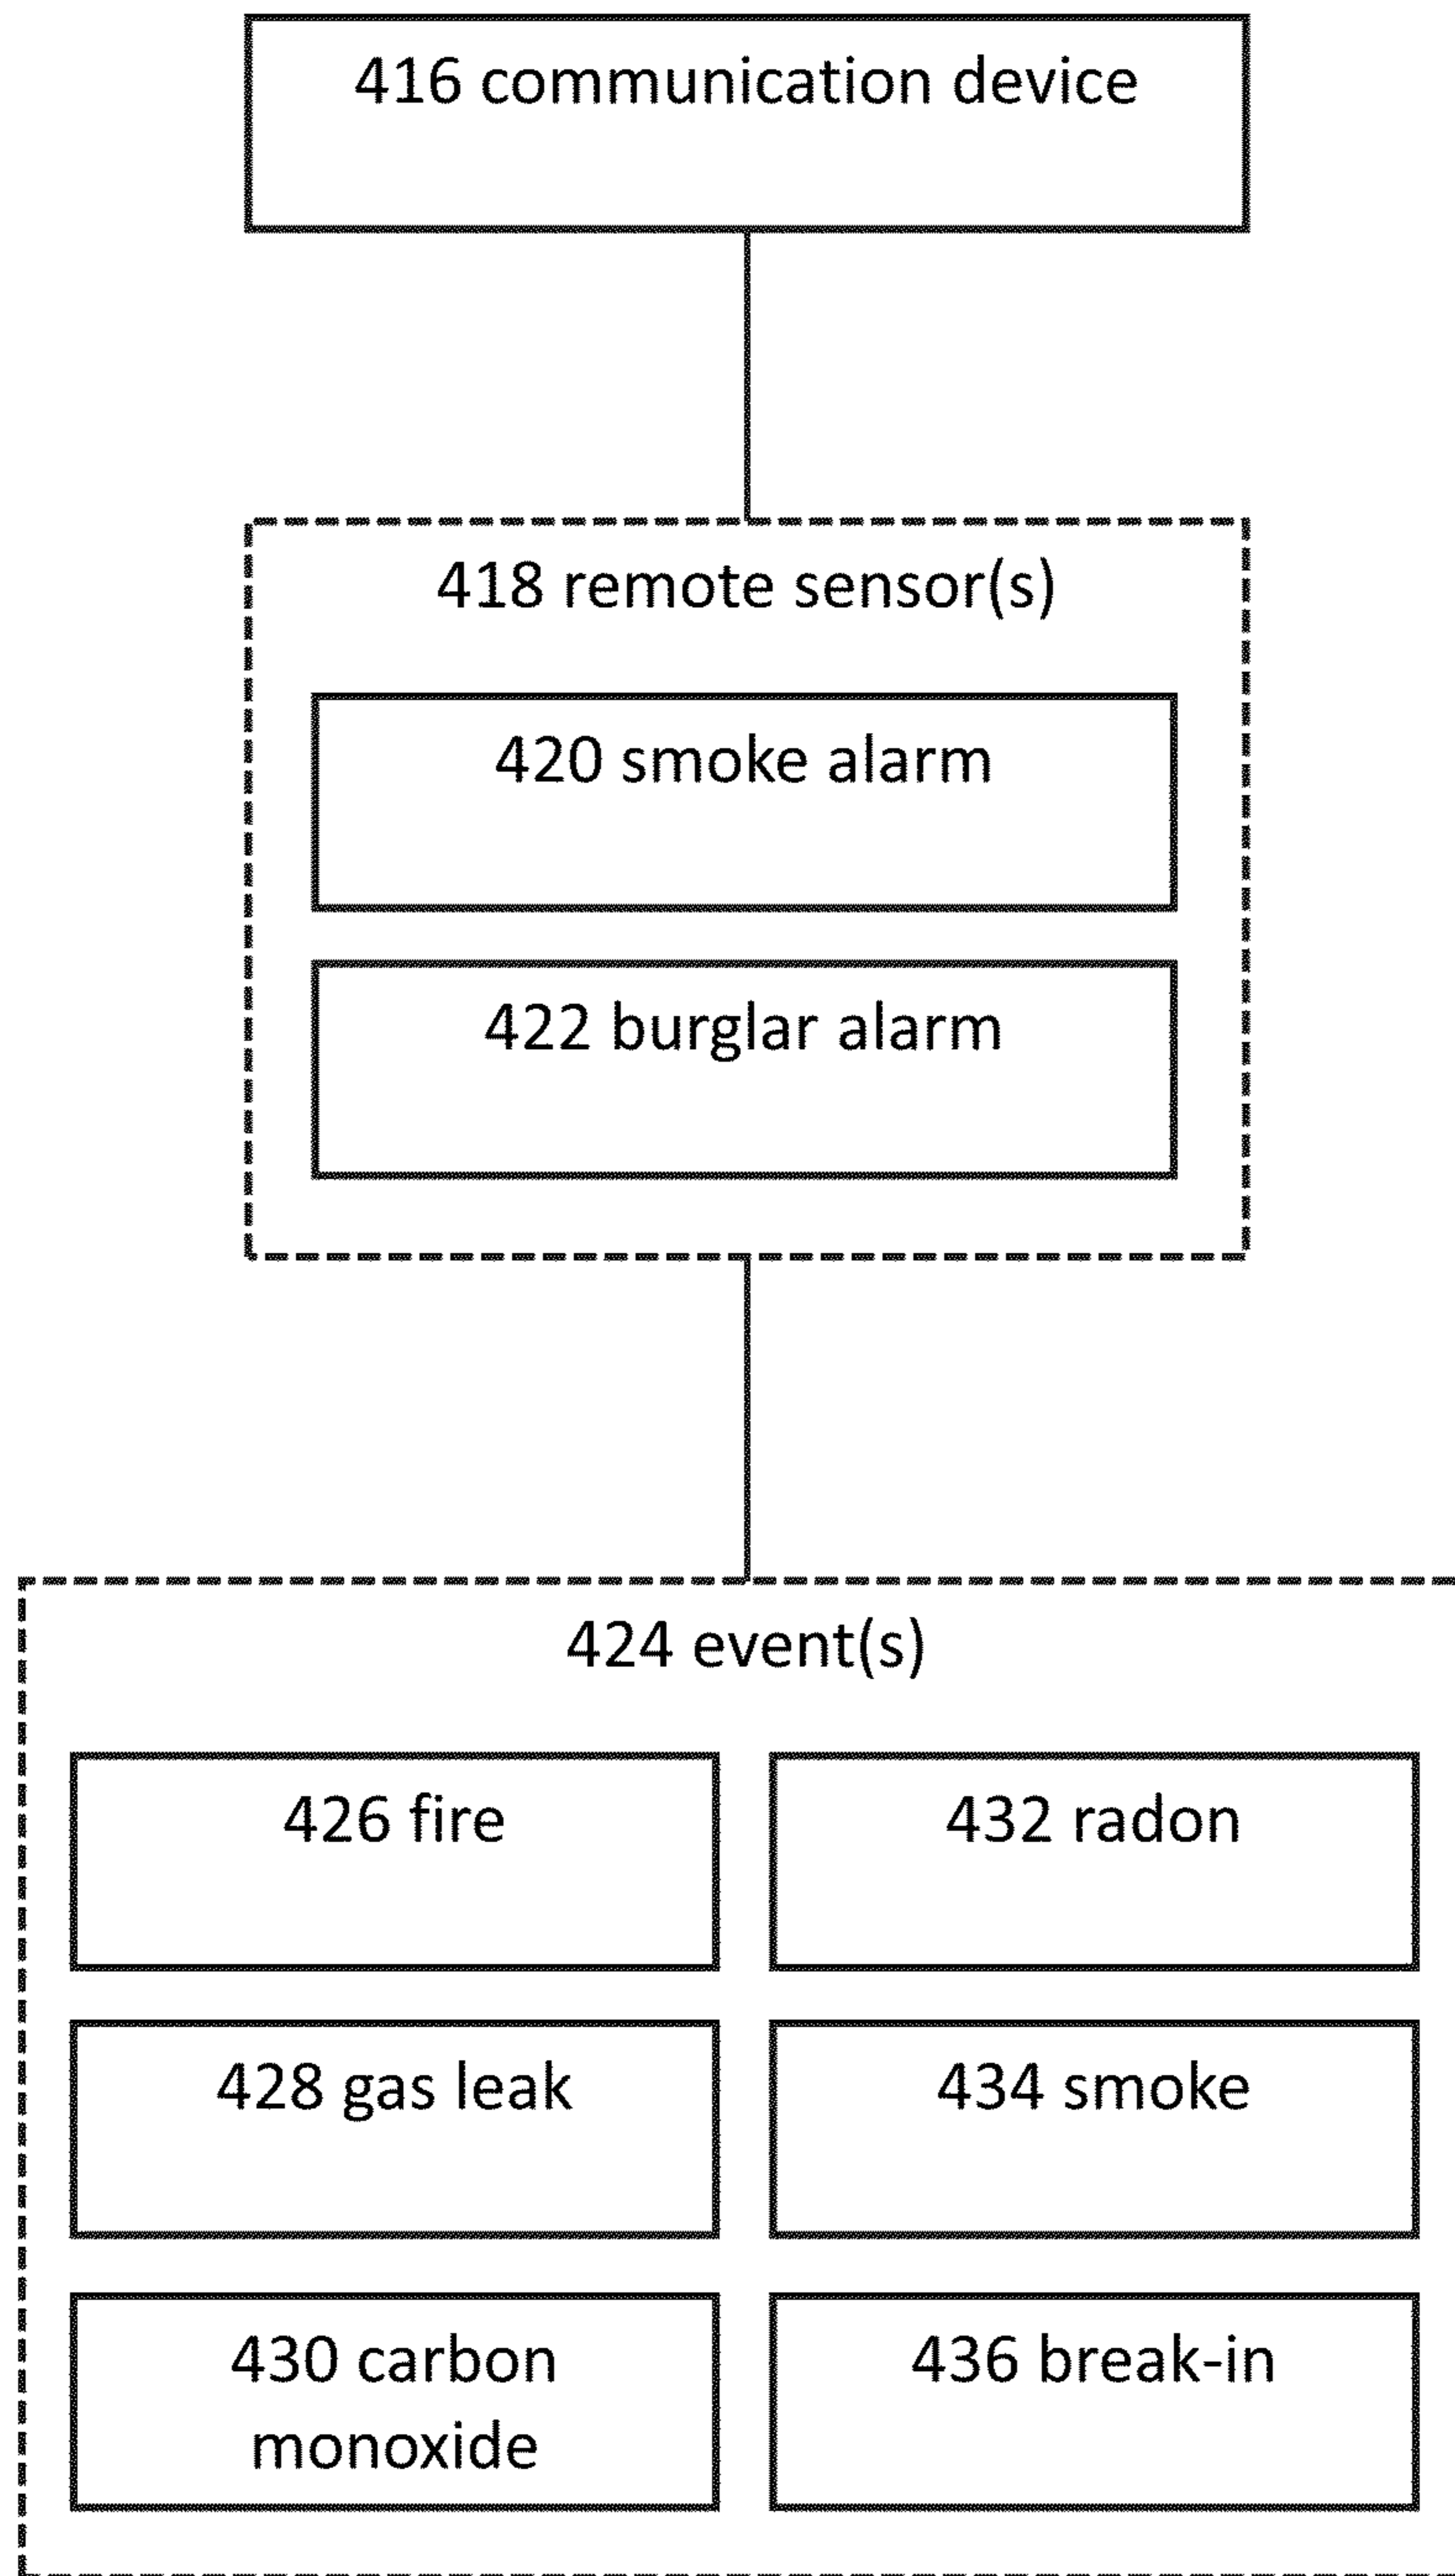 416 communication device
418 remote sensor(s)
420 smoke alarm
422 burglar alarm
424 event(s)
426 fire
432 radon
428 gas leak
434 smoke
430 carbon
monoxide
436 break-in